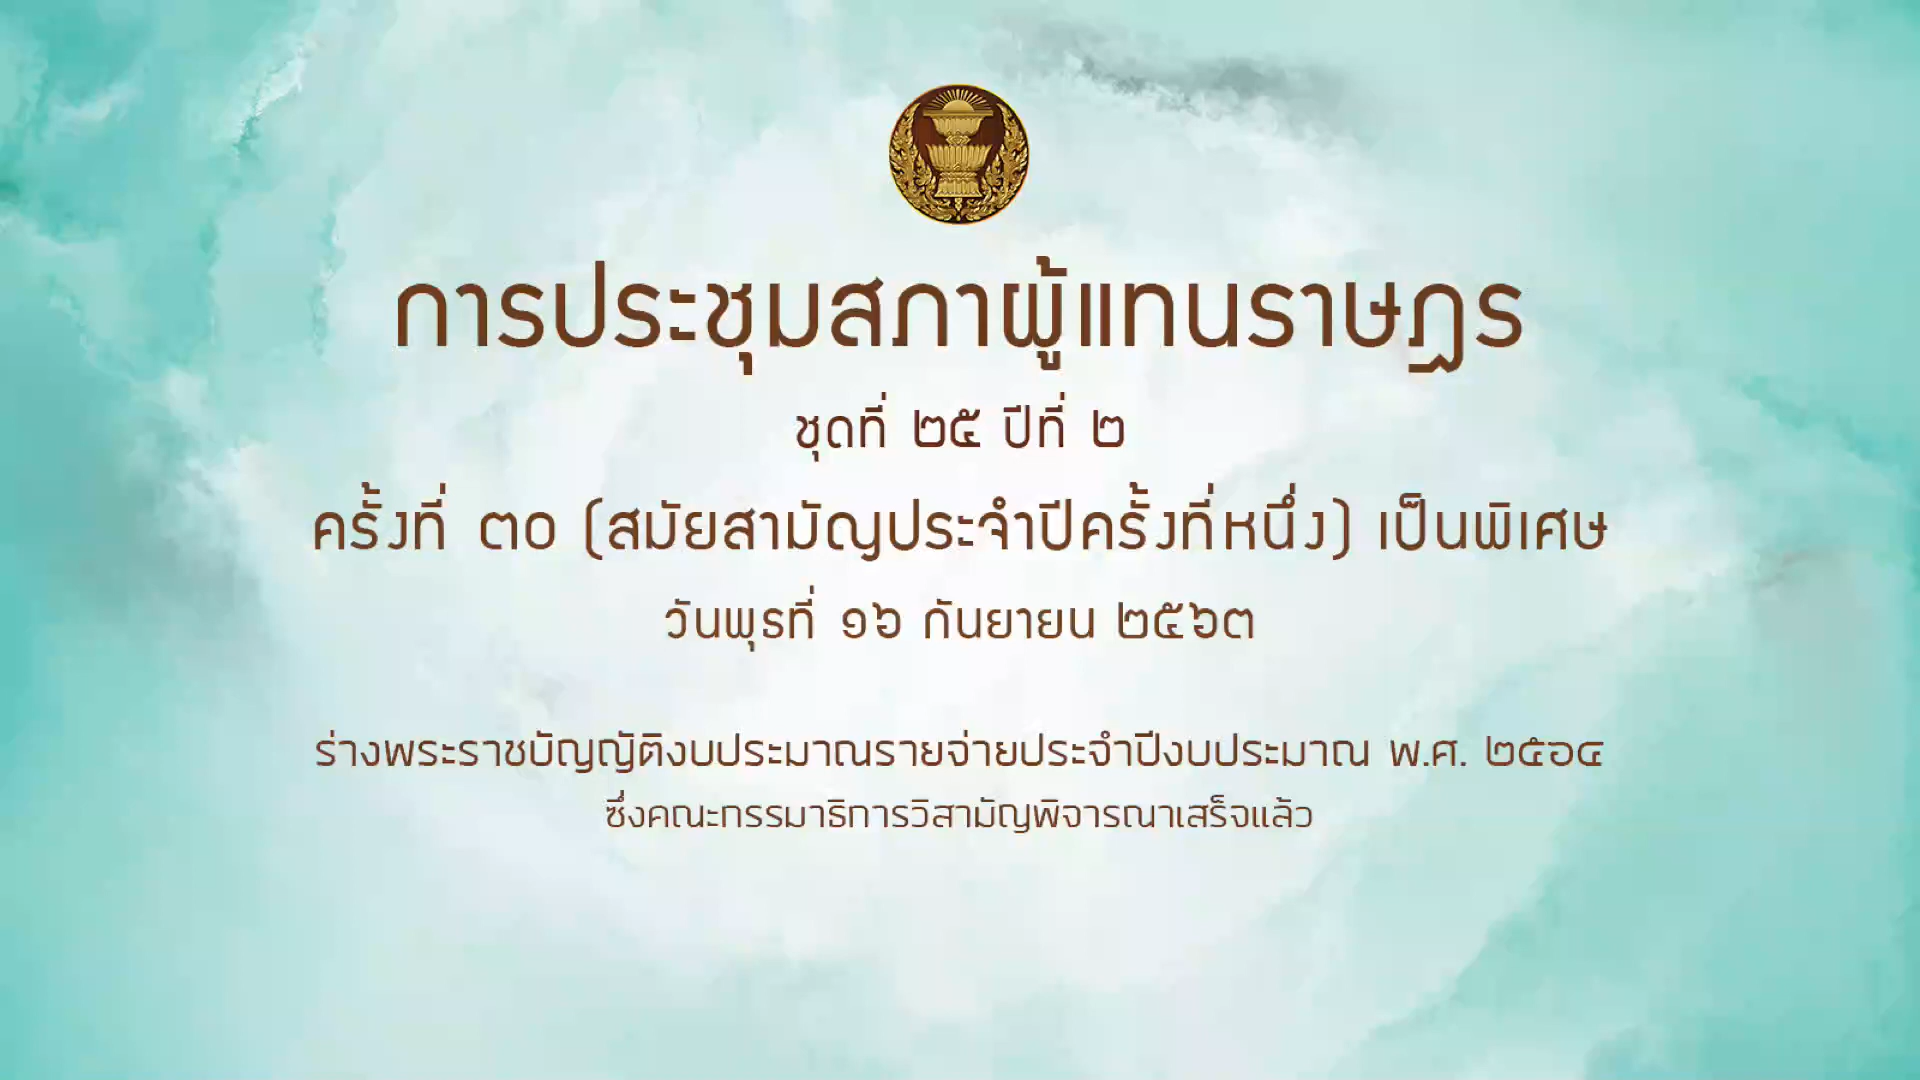 การประชุมสภาผู้แทนราษฎร
ชุดที่ ๒๕ ปีที่ ๒
ครั้งที่ ๓๐ (สมัยสามัญประจำปีครั้งที่หนึ่ง) เป็นพิเศษ
วันพุธที่ ๑๖ กันยายน ๒๕๖๓
ร่างพระราชบัญญัติงบประมาณรายจ่ายประจำปีงบประมาณ พ.ศ. ๒๕๖๔
ซึ่งคณะกรรมาธิการวิสามัญพิจารณาเสร็จแล้ว